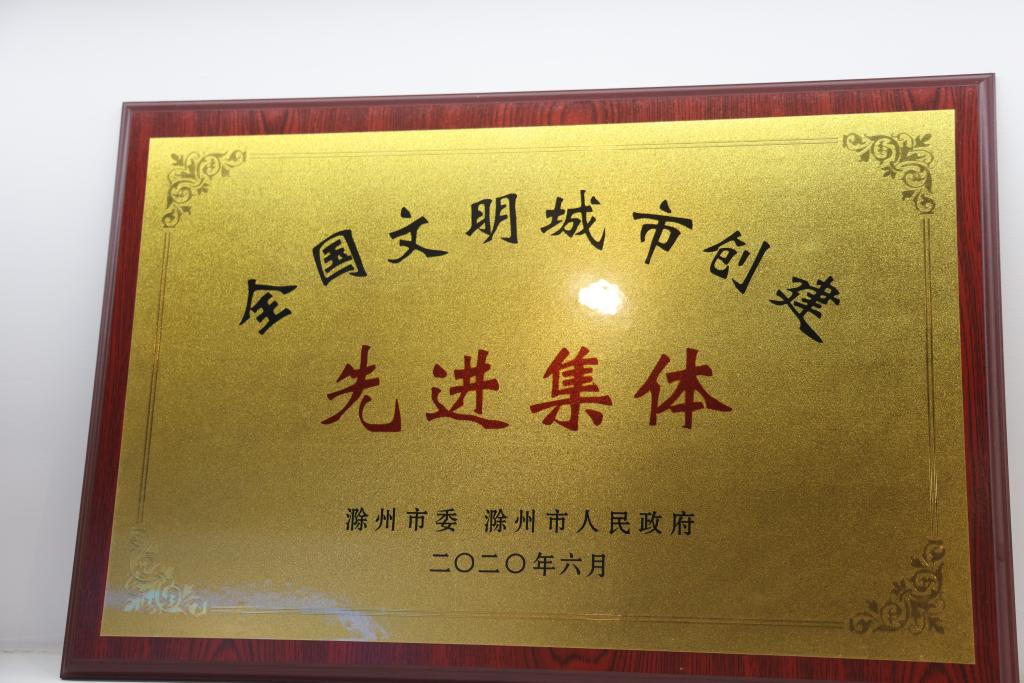 全国文明城市创建
先进集体
滁州市委 滁州市人民政府
二〇二〇年六月